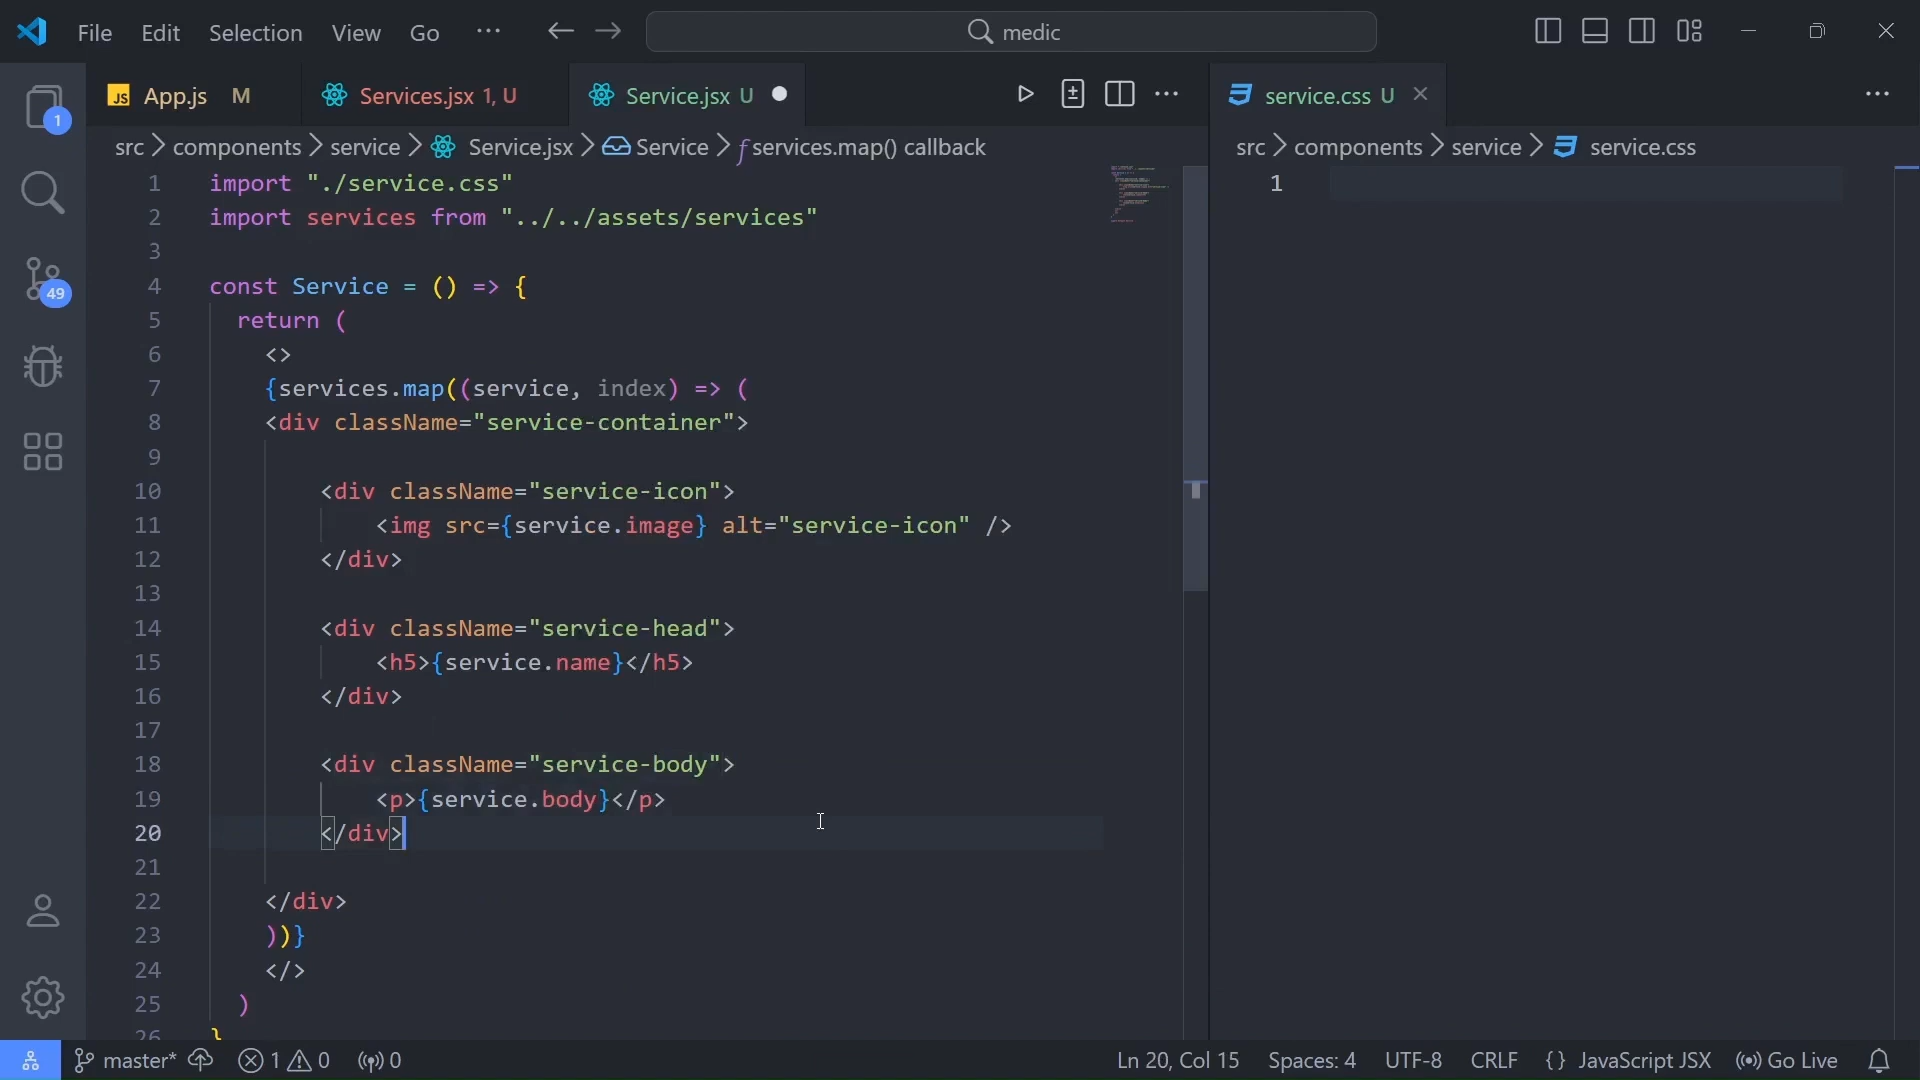 File Edit Selection View Go ··· medic
JS App.js M Services.jsx 1, U Service.jsx U service.css U
src > components > service > Service.jsx > Service > services.map() callback
src > components > service > service.css
1 import "./service.css"
2 import services from "../../assets/services"
3
4 const Service = () => {
5 return (
6 <>
7 {services.map((service, index) => (
8 <div className="service-container">
9
10 <div className="service-icon">
11 <img src={service.image} alt="service-icon" />
12 </div>
13
14 <div className="service-head">
15 <h5>{service.name}</h5>
16 </div>
17
18 <div className="service-body">
19 <p>{service.body}</p>
20 </div>
21
22 </div>
23 ))}
24 </>
25 )
26 }
1
1
49
master* 1 0 0 Ln 20, Col 15 Spaces: 4 UTF-8 CRLF {} JavaScript JSX Go Live